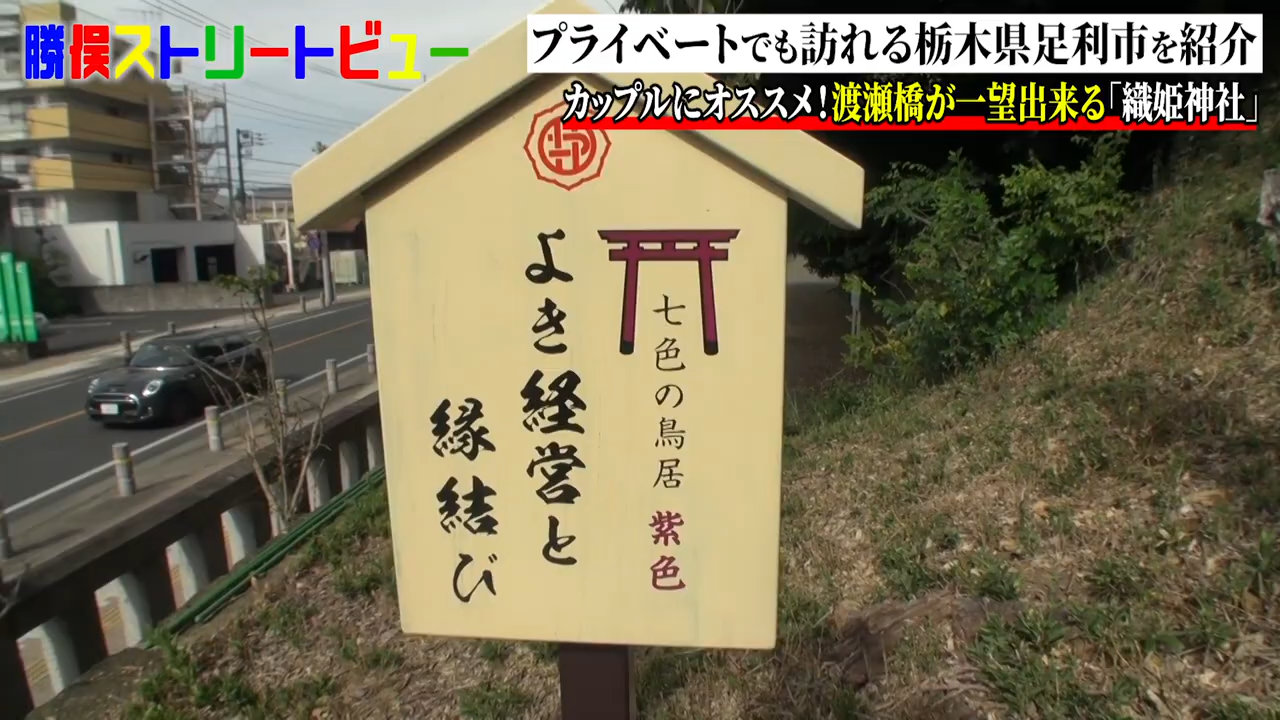 勝俣ストリートビュー
プライベートでも訪れる栃木県足利市を紹介
カップルにオススメ!渡瀬橋が一望出来る「織姫神社」
七色の鳥居 紫色
よき経営と
縁結び